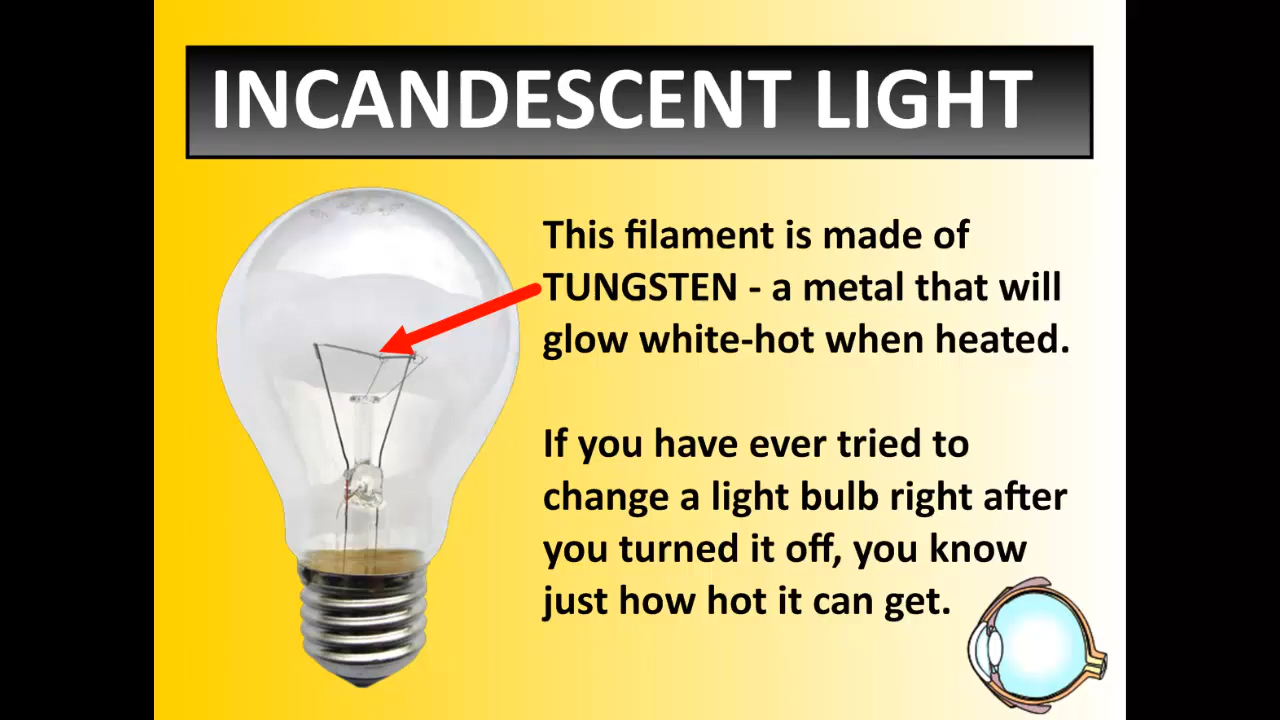 INCANDESCENT LIGHT
This filament is made of
TUNGSTEN - a metal that will
glow white-hot when heated.
If you have ever tried to
change a light bulb right after
you turned it off, you know
just how hot it can get.